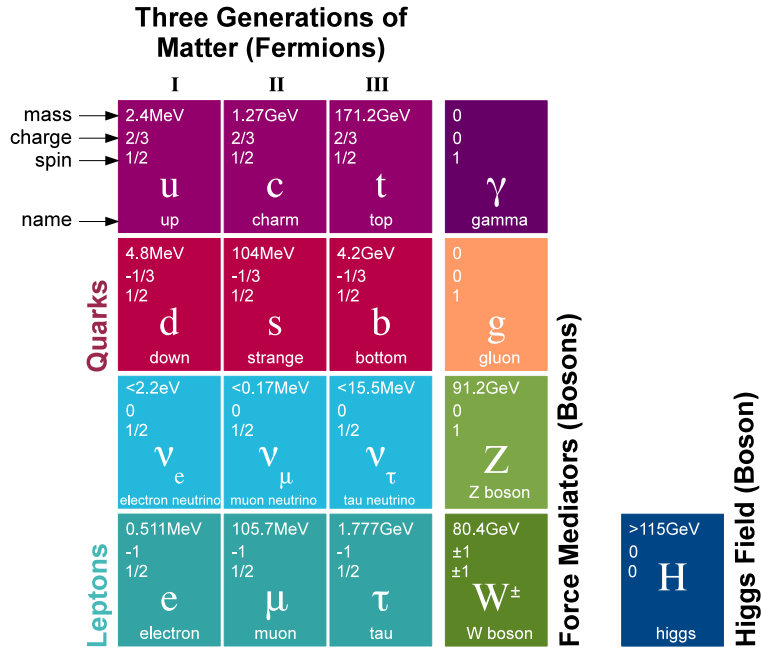 Three Generations of
Matter (Fermions)
I II III
mass
charge
spin
name
2.4MeV
2/3
1/2
u
up
1.27GeV
2/3
1/2
c
charm
171.2GeV
2/3
1/2
t
top
0
0
1
γ
gamma
Quarks
4.8MeV
-1/3
1/2
d
down
104MeV
-1/3
1/2
s
strange
4.2GeV
-1/3
1/2
b
bottom
0
0
1
g
gluon
<2.2eV
0
1/2
νe
electron neutrino
<0.17MeV
0
1/2
νμ
muon neutrino
<15.5MeV
0
1/2
ντ
tau neutrino
91.2GeV
0
1
Z
Z boson
Leptons
0.511MeV
-1
1/2
e
electron
105.7MeV
-1
1/2
μ
muon
1.777GeV
-1
1/2
τ
tau
80.4GeV
±1
±1
W±
W boson
Force Mediators (Bosons)
>115GeV
0
0
H
higgs
Higgs Field (Boson)